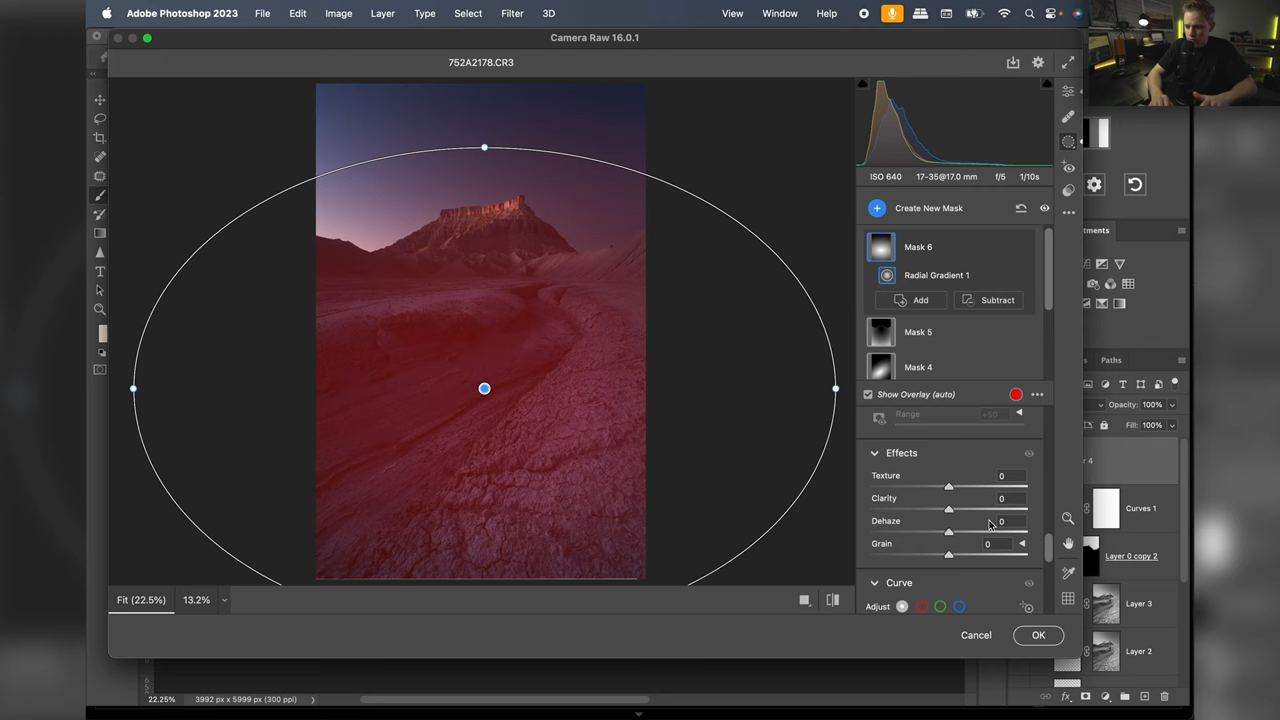 Adobe Photoshop 2023 File Edit Image Layer Type Select Filter 3D View Window Help
Camera Raw 16.0.1
752A2178.CR3
ISO 640 17-35@17.0 mm f/5 1/10s
Create New Mask
Mask 6
Radial Gradient 1
Add Subtract
Mask 5
Mask 4
Show Overlay (auto)
Range +50
Effects
Texture 0
Clarity 0
Dehaze 0
Grain 0
Curve
Adjust
Fit (22.5%) 13.2%
Cancel OK
ments
Paths
Opacity: 100%
Fill: 100%
r 4
Curves 1
Layer 0 copy 2
Layer 3
Layer 2
22.25% 3992 px x 5999 px (300 ppi)
fx